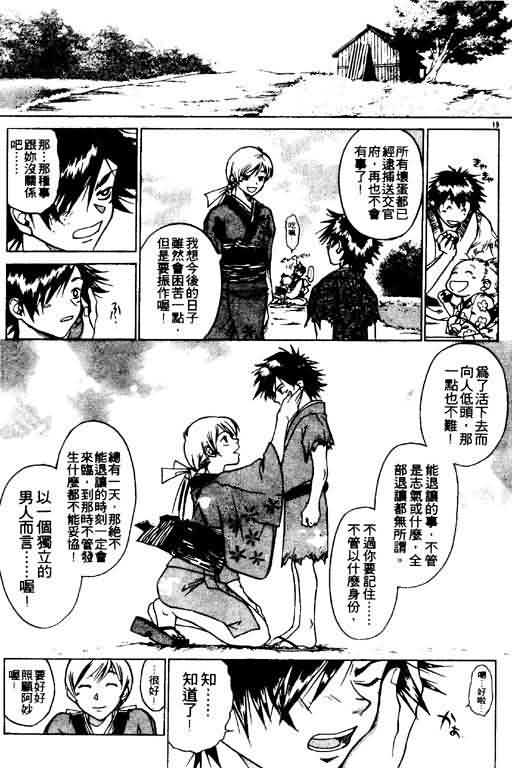 19
所有壞蛋都已
經逮捕送交官
府，再也不會
有事了！
吃嘛
我想今後的日子
雖然會困苦一點，
但是要振作喔！
那…那種事
跟妳沒關係
吧……
為了活下去而
向人低頭，那
一點也不難！
能退讓的事，不管
是志氣或什麼，全
部退讓都無所謂。
不過你要記住……
不管以什麼身份，
總有一天，那絕不
能退讓的時刻一定會
來臨，到那時不管發
生什麼都不能妥協！
以一個獨立的
男人而言……喔！
嗯…好啦…
知…
知道了！
…很好…
要好好
照顧阿妙
喔！